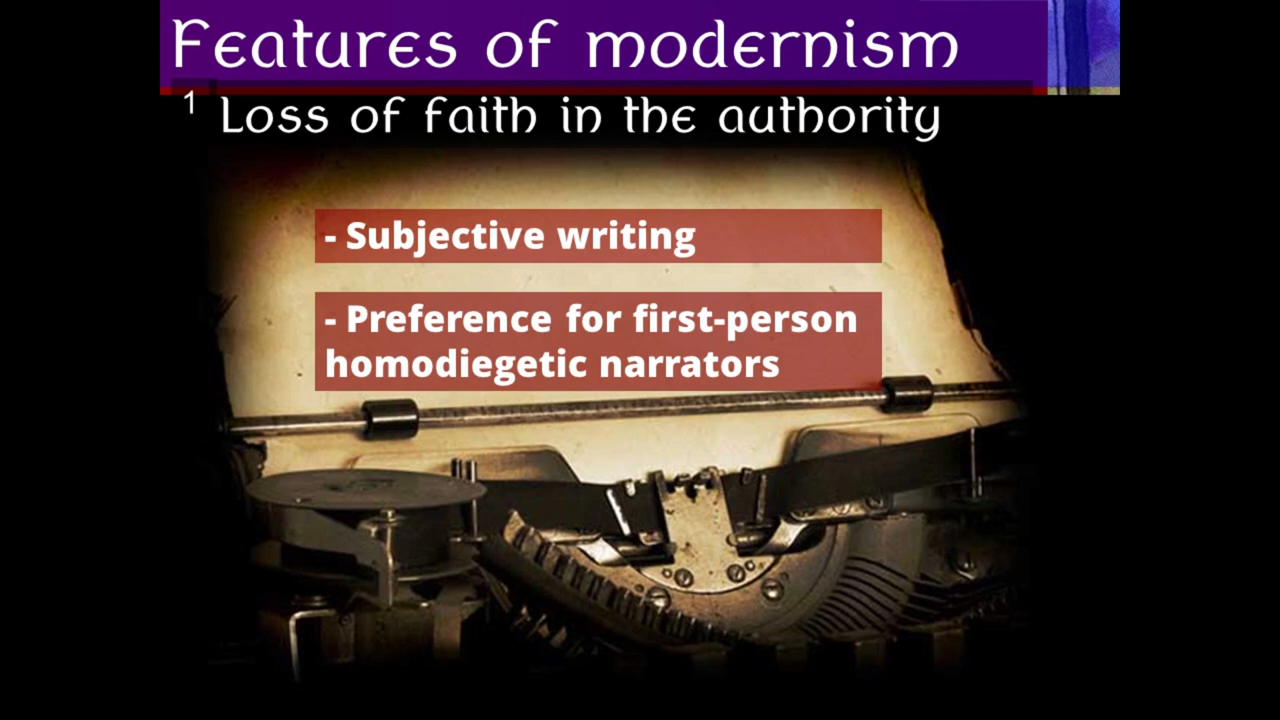 Features of modernism
1 Loss of faith in the authority
- Subjective writing
- Preference for first-person
homodiegetic narrators